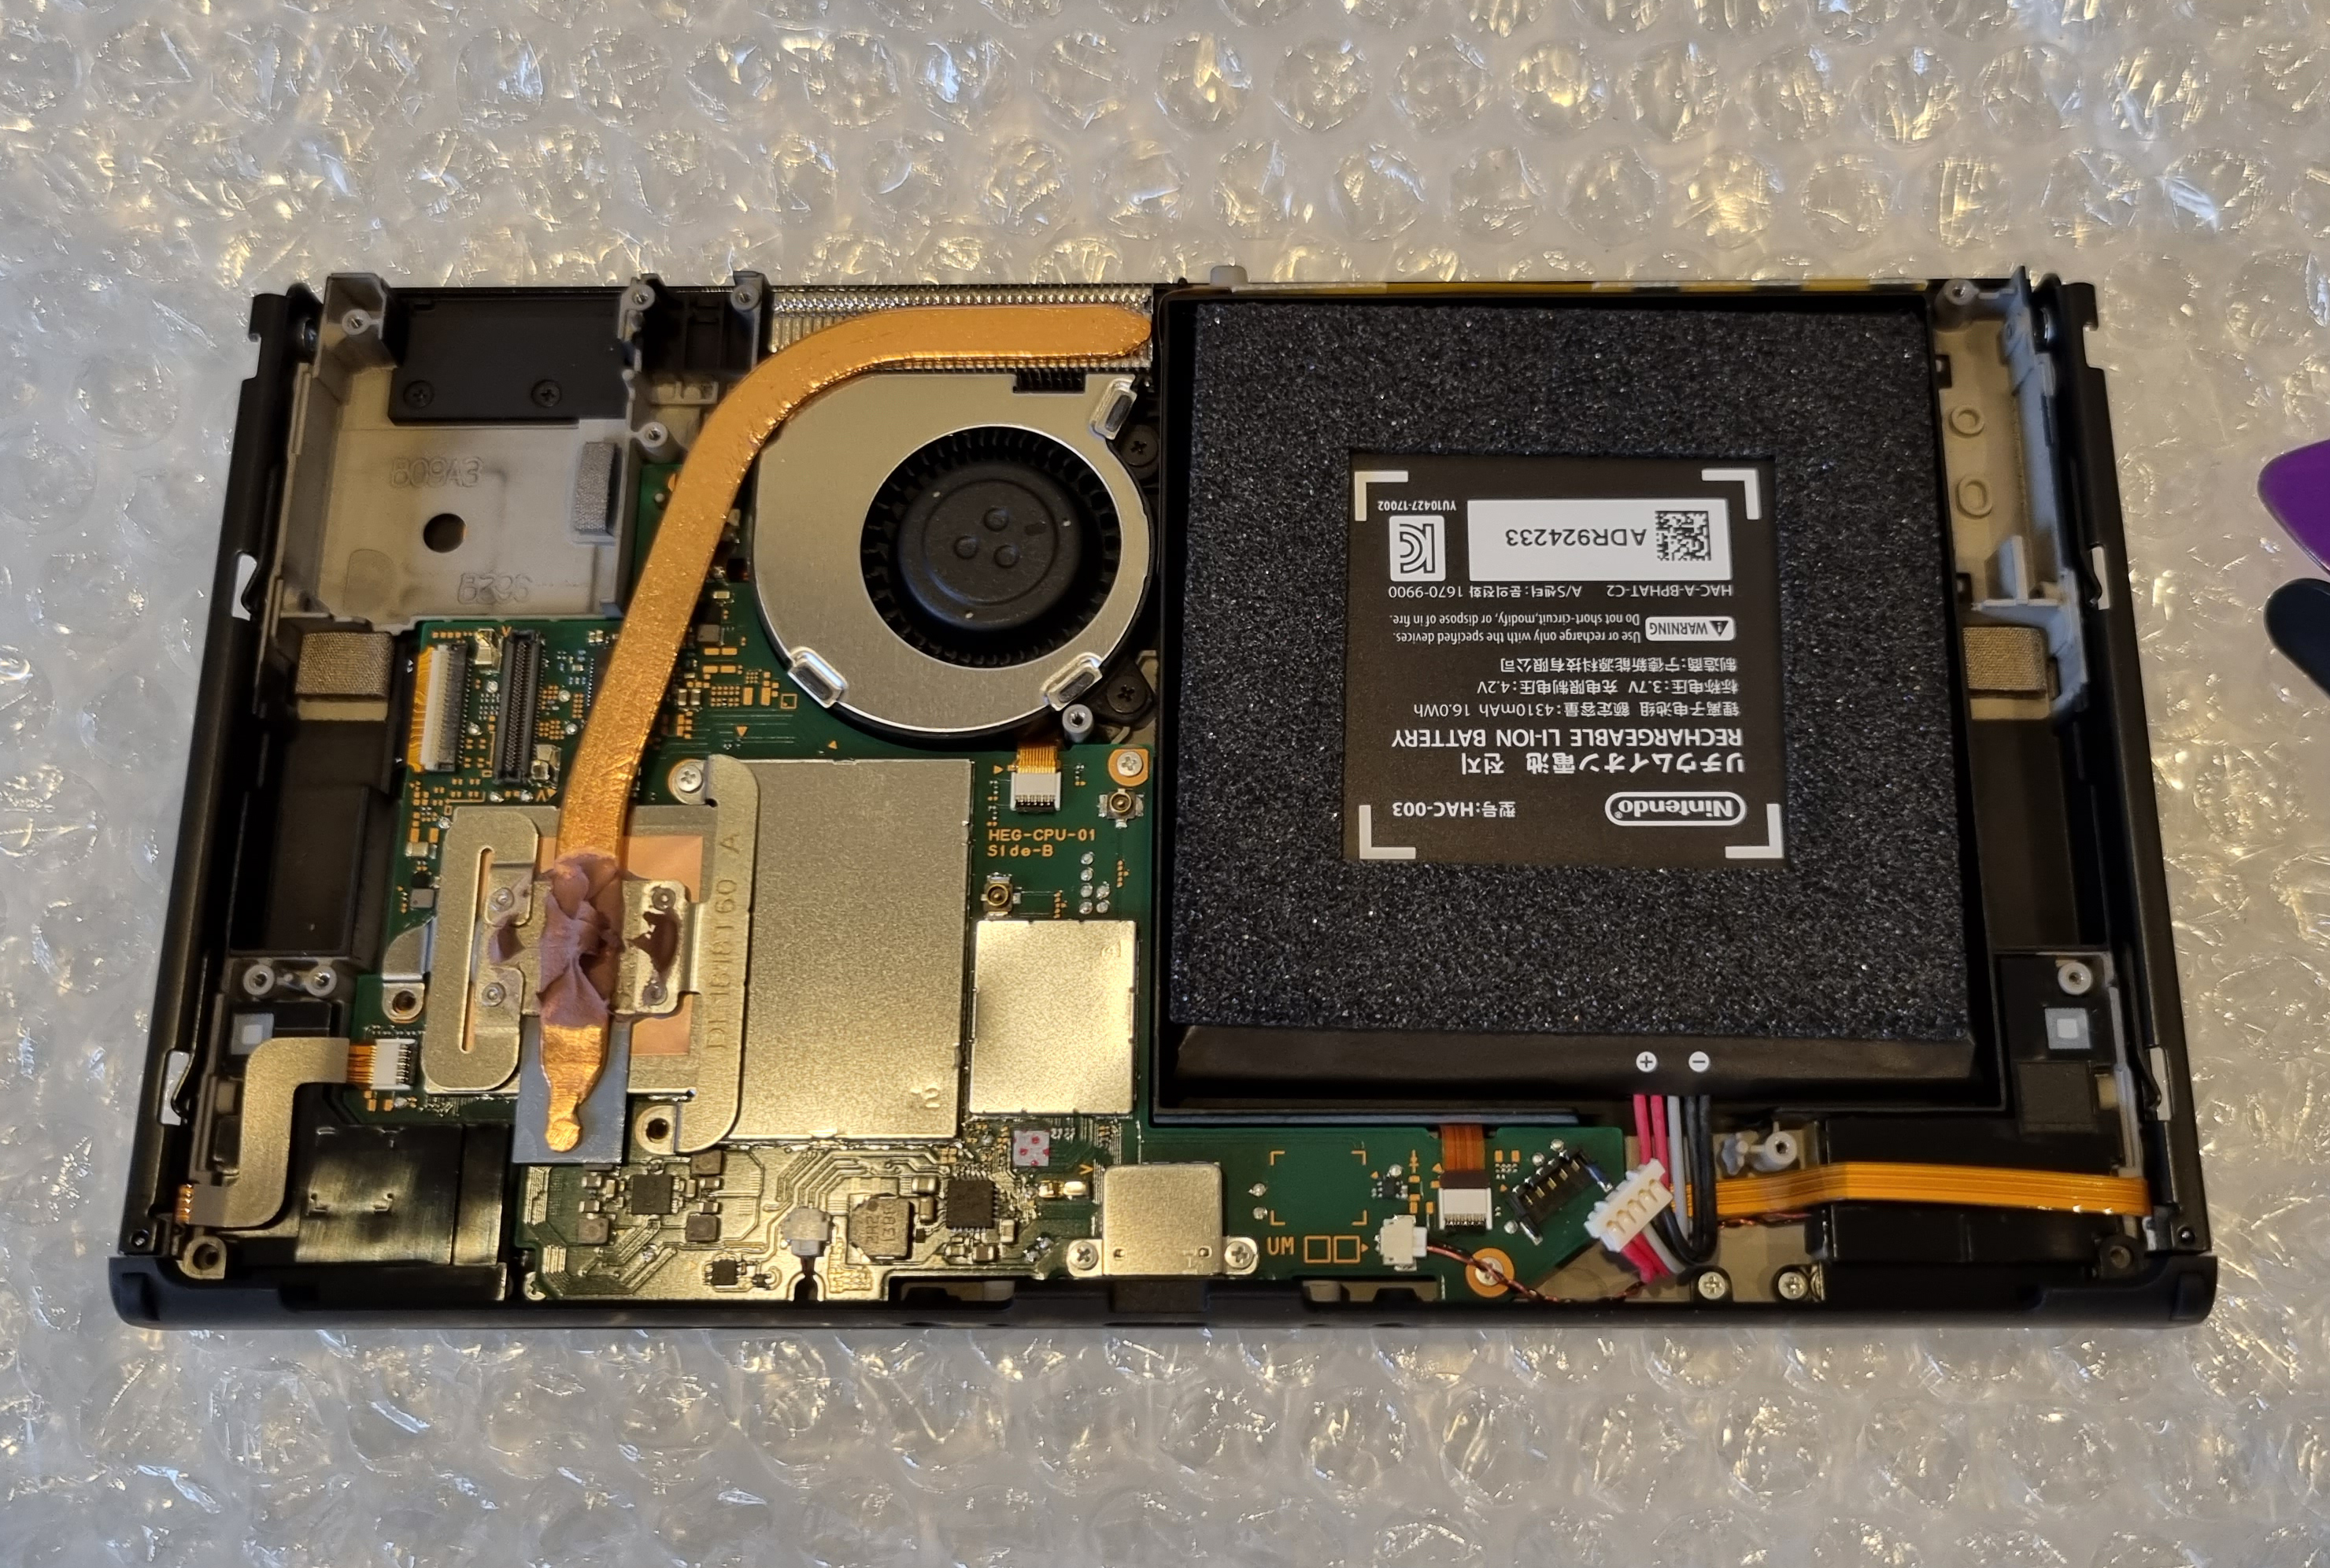 B09A3
B296
HEG-CPU-01
Side-B
UM
Nintendo
型号:HAC-003
リチウムイオン電池 전지
RECHARGEABLE LI-ION BATTERY
锂离子电池组 额定容量:4310mAh 16.0Wh
标称电压:3.7V 充电限制电压:4.2V
制造商:宁德新能源科技有限公司
WARNING
Use or recharge only with the specified devices.
Do not short-circuit,modify, or dispose of in fire.
HAC-A-BPHAT-C2 A/S센터:문의전화 1670-9900
ADR924233
YU10427-17002
+ −